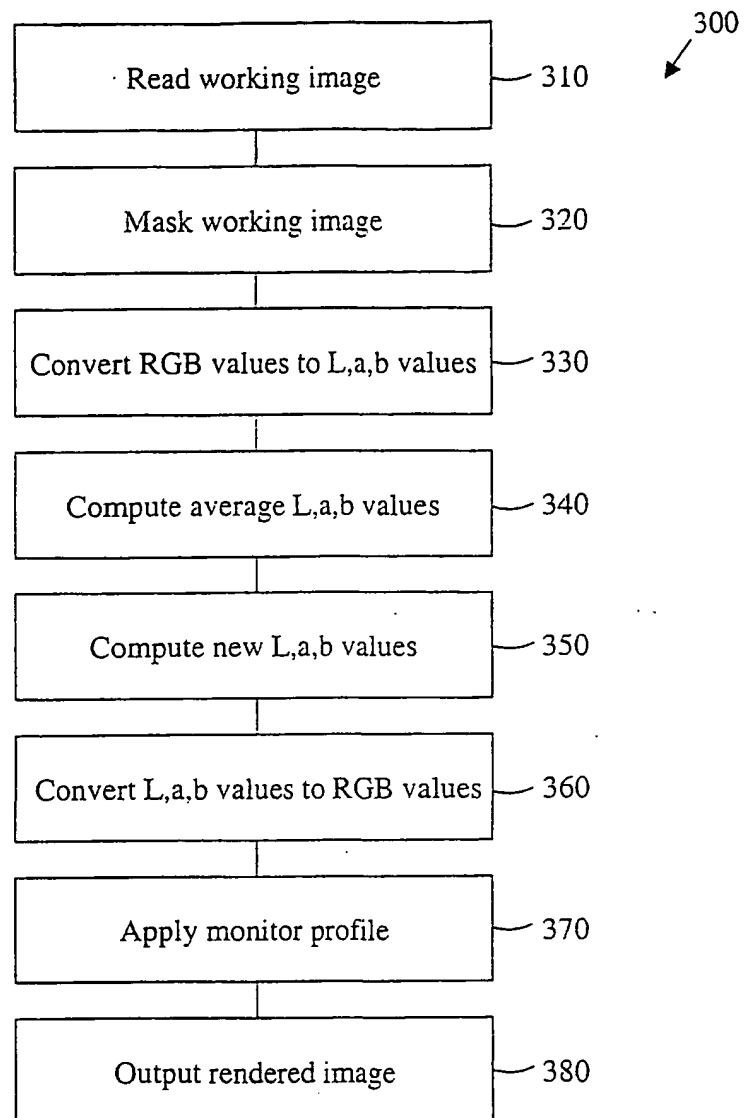 300
Read working image 310
Mask working image 320
Convert RGB values to L,a,b values 330
Compute average L,a,b values 340
Compute new L,a,b values 350
Convert L,a,b values to RGB values 360
Apply monitor profile 370
Output rendered image 380